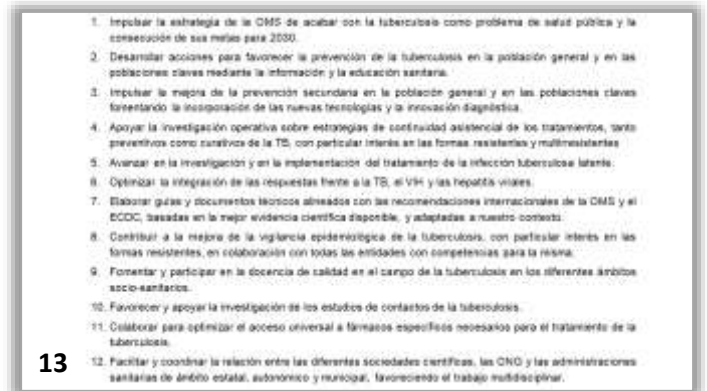 1. Impulsar la estrategia de la OMS de acabar con la tuberculosis como problema de salud pública y la
consecución de sus metas para 2030.
2. Desarrollar acciones para favorecer la prevención de la tuberculosis en la población general y en las
poblaciones claves mediante la información y la educación sanitaria.
3. Impulsar la mejora de la prevención secundaria en la población general y en las poblaciones claves
fomentando la incorporación de las nuevas tecnologías y la innovación diagnóstica.
4. Apoyar la investigación operativa sobre estrategias de continuidad asistencial de los tratamientos, tanto
preventivos como curativos de la TB, con particular interés en las formas resistentes y multirresistentes
5. Avanzar en la investigación y en la implementación del tratamiento de la infección tuberculosa latente.
6. Optimizar la integración de las respuestas frente a la TB, el VIH y las hepatitis virales.
7. Elaborar guías y documentos técnicos alineados con las recomendaciones internacionales de la OMS y el
ECDC, basadas en la mejor evidencia científica disponible, y adaptadas a nuestro contexto.
8. Contribuir a la mejora de la vigilancia epidemiológica de la tuberculosis, con particular interés en las
formas resistentes, en colaboración con todas las entidades con competencias para la misma.
9. Fomentar y participar en la docencia de calidad en el campo de la tuberculosis en los diferentes ámbitos
socio-sanitarios.
10. Favorecer y apoyar la investigación de los estudios de contactos de la tuberculosis.
11. Colaborar para optimizar el acceso universal a fármacos específicos necesarios para el tratamiento de la
tuberculosis.
12. Facilitar y coordinar la relación entre las diferentes sociedades científicas, las ONG y las administraciones
sanitarias de ámbito estatal, autonómico y municipal, favoreciendo el trabajo multidisciplinar.
13